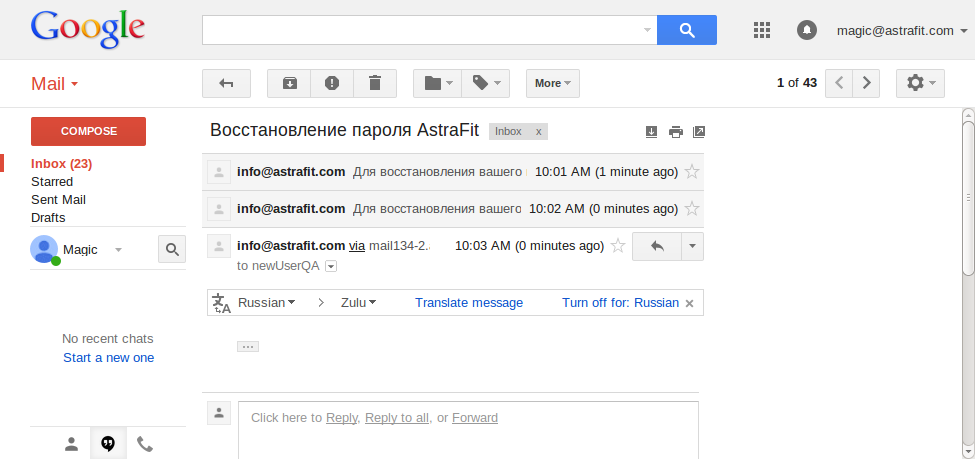 Google
magic@astrafit.com
Mail
More
1 of 43
COMPOSE
Восстановление пароля AstraFit Inbox x
Inbox (23)
Starred
Sent Mail
Drafts
Magic
info@astrafit.com Для восстановления вашего 10:01 AM (1 minute ago)
info@astrafit.com Для восстановления вашего 10:02 AM (0 minutes ago)
info@astrafit.com via mail134-2. 10:03 AM (0 minutes ago)
to newUserQA
Russian > Zulu Translate message Turn off for: Russian ×
...
No recent chats
Start a new one
Click here to Reply, Reply to all, or Forward